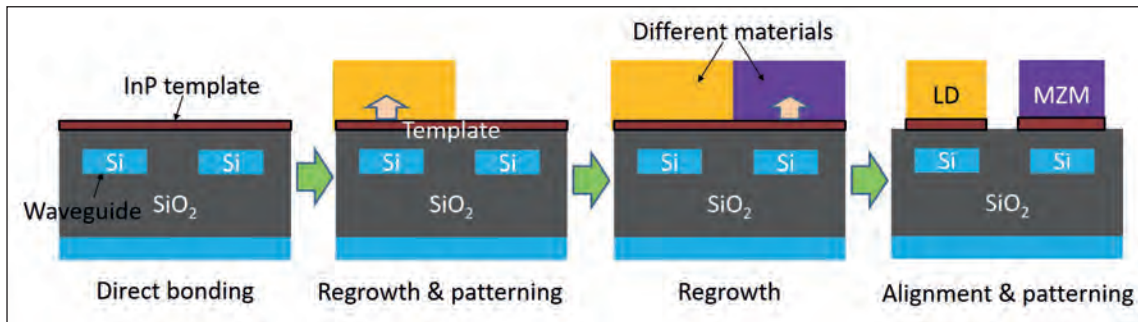 Different materials
InP template
LD
MZM
Template
Si
Si
Si
Si
Si
Si
Si
Si
Waveguide
SiO₂
SiO₂
SiO₂
SiO₂
Direct bonding
Regrowth & patterning
Regrowth
Alignment & patterning